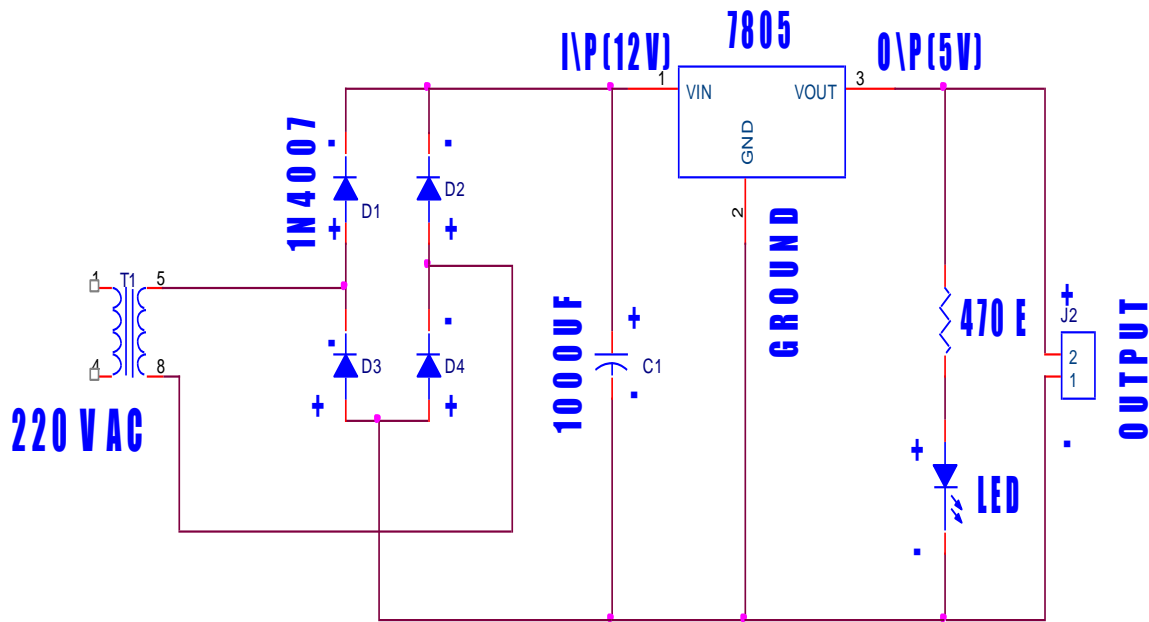 7805
I\P(12V)
O\P(5V)
1
3
VIN
VOUT
GND
2
GROUND
1N4007
D1
D2
D3
D4
1
T1
5
4
8
220 V AC
1000UF
+
C1
470 E
LED
+
J2
2
1
OUTPUT